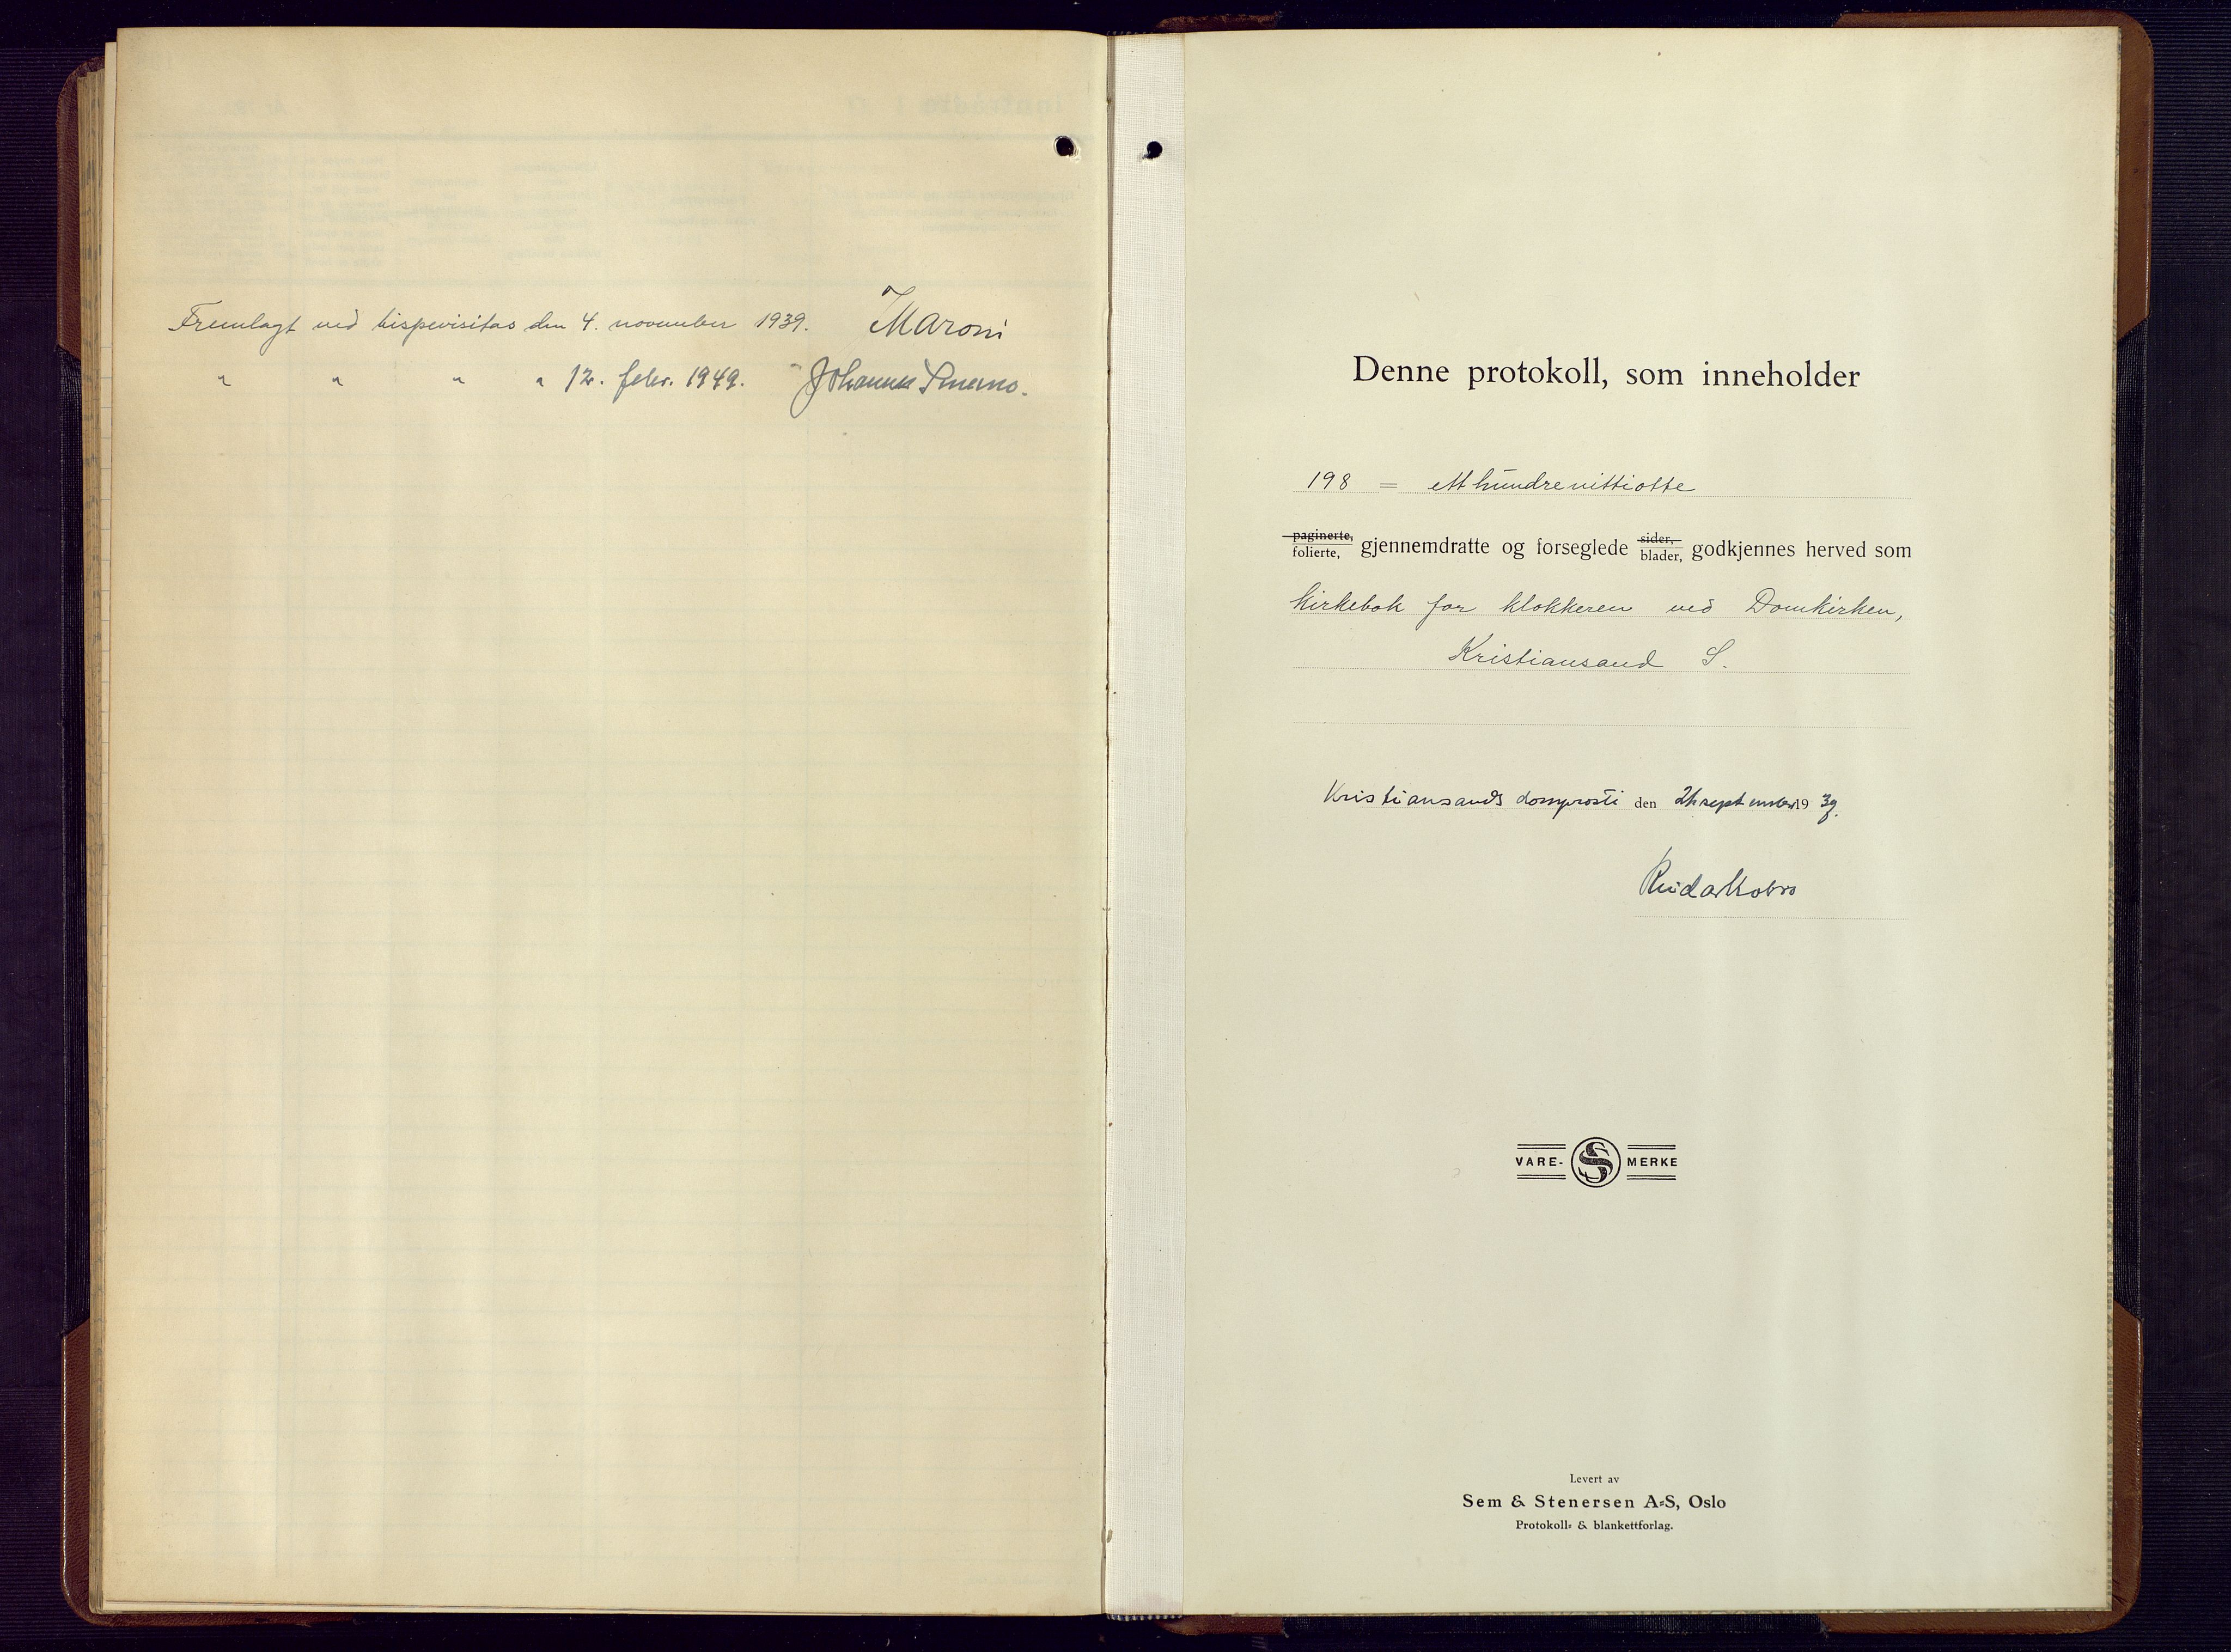 Fremlagt ved bispevisitas den 4. november 1939. JMaroni
" " " " 12. febr. 1949. Johannes Smemo.
Denne protokoll, som inneholder
198 = etthundrenittiotte
paginerte, folierte, gjennemdratte og forseglede sider, blader, godkjennes herved som
kirkebok for klokkeren ved Domkirken,
Kristiansand S.
Kristiansands domprosti den september 1939.
VARE- S MERKE
Levert av
Sem & Stenersen A-S, Oslo
Protokoll- & blankettforlag.